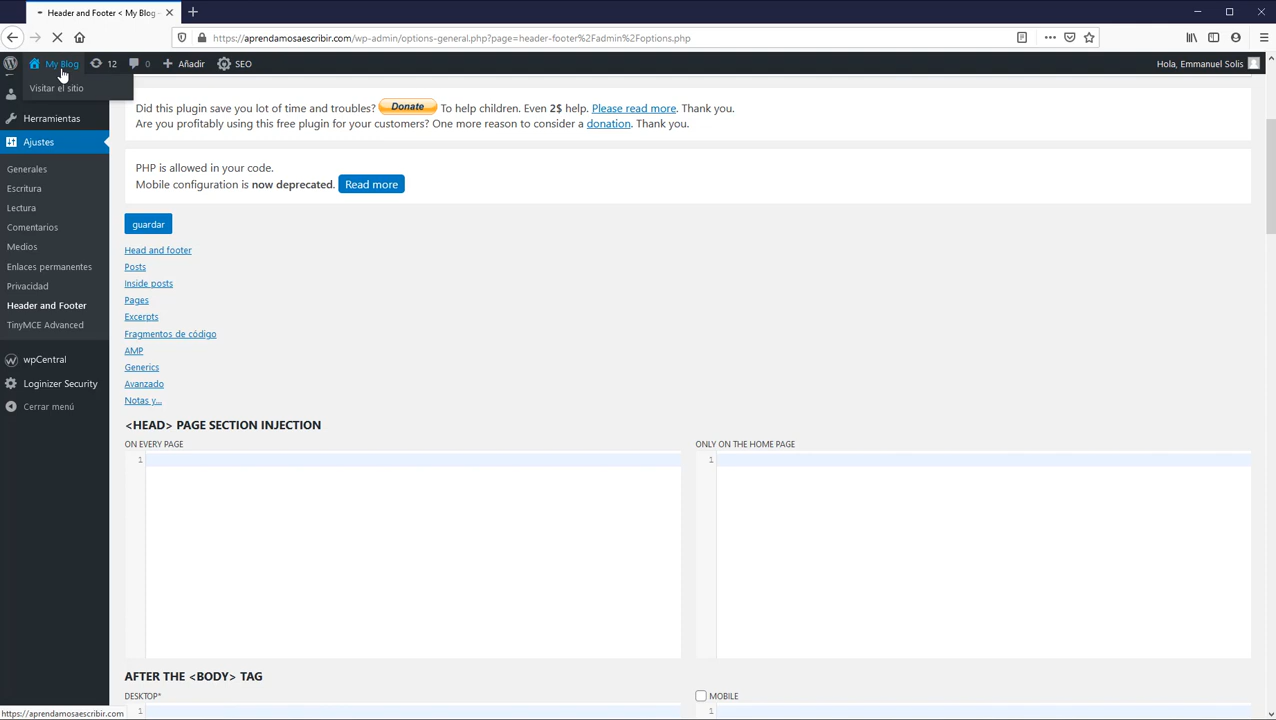 Header and Footer < My Blog -
https://aprendamosaescribir.com/wp-admin/options-general.php?page=header-footer%2Fadmin%2Foptions.php
My Blog
12
0
Añadir
SEO
Hola, Emmanuel Solis
Visitar el sitio
Herramientas
Ajustes
Generales
Escritura
Lectura
Comentarios
Medios
Enlaces permanentes
Privacidad
Header and Footer
TinyMCE Advanced
wpCentral
Loginizer Security
Cerrar menú
Did this plugin save you lot of time and troubles? Donate To help children. Even 2$ help. Please read more. Thank you.
Are you profitably using this free plugin for your customers? One more reason to consider a donation. Thank you.
PHP is allowed in your code.
Mobile configuration is now deprecated. Read more
guardar
Head and footer
Posts
Inside posts
Pages
Excerpts
Fragmentos de código
AMP
Generics
Avanzado
Notas y...
<HEAD> PAGE SECTION INJECTION
ON EVERY PAGE
ONLY ON THE HOME PAGE
1
1
AFTER THE <BODY> TAG
DESKTOP*
MOBILE
1
1
https://aprendamosaescribir.com